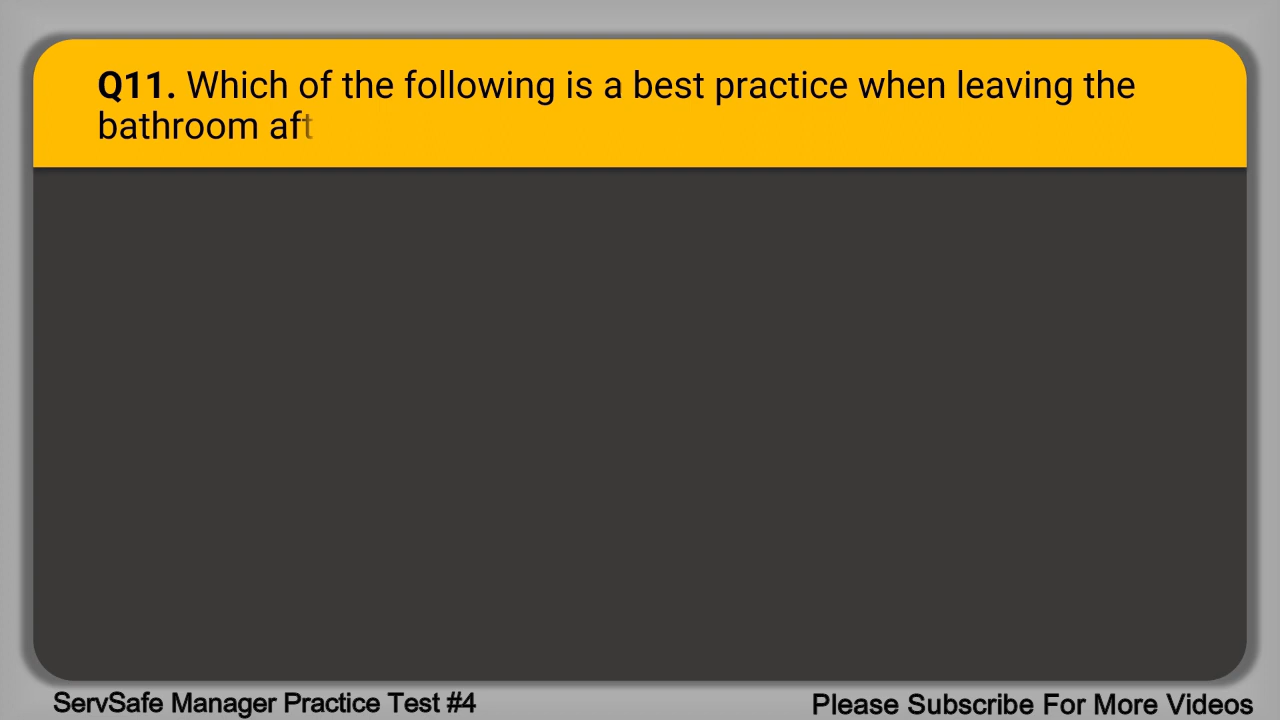 Q11. Which of the following is a best practice when leaving the
bathroom aft
ServSafe Manager Practice Test #4
Please Subscribe For More Videos